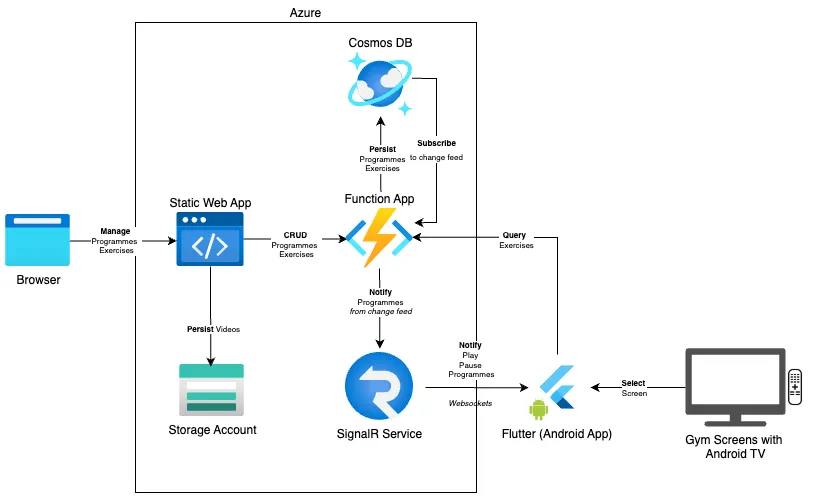 Azure
Cosmos DB
Persist
Programmes
Exercises
Subscribe
to change feed
Static Web App
Function App
Manage
Programmes
Exercises
CRUD
Programmes
Exercises
Query
Exercises
Browser
Notify
Programmes
from change feed
Persist Videos
Notify
Play
Pause
Programmes
Websockets
Select
Screen
Storage Account
SignalR Service
Flutter (Android App)
Gym Screens with
Android TV